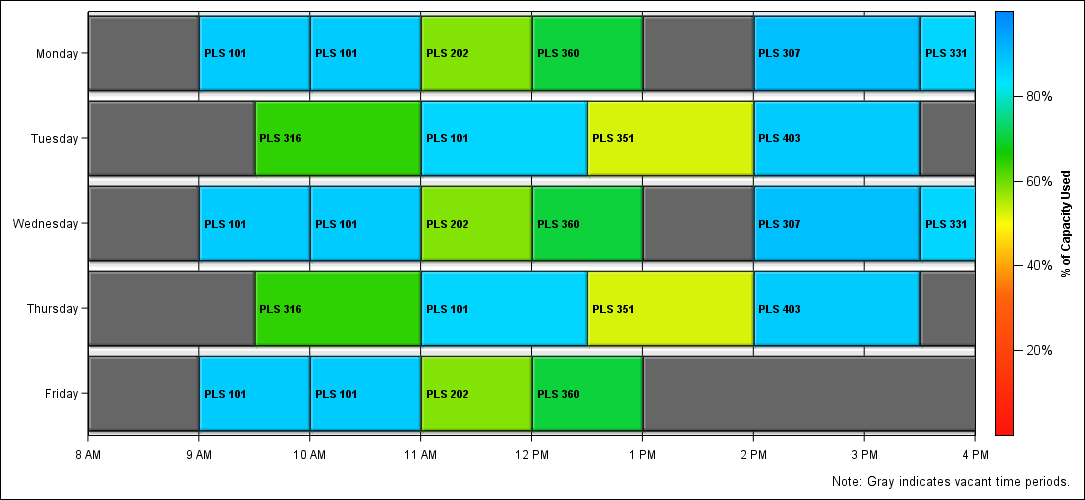 Monday
PLS 101
PLS 101
PLS 202
PLS 360
PLS 307
PLS 331
Tuesday
PLS 316
PLS 101
PLS 351
PLS 403
Wednesday
PLS 101
PLS 101
PLS 202
PLS 360
PLS 307
PLS 331
Thursday
PLS 316
PLS 101
PLS 351
PLS 403
Friday
PLS 101
PLS 101
PLS 202
PLS 360
8 AM
9 AM
10 AM
11 AM
12 PM
1 PM
2 PM
3 PM
4 PM
80%
60%
40%
20%
% of Capacity Used
Note: Gray indicates vacant time periods.